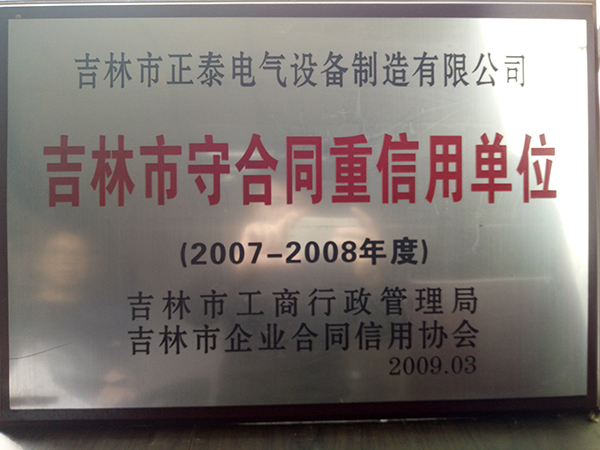 吉林市正泰电气设备制造有限公司
吉林市守合同重信用单位
(2007-2008年度)
吉林市工商行政管理局
吉林市企业合同信用协会
2009.03